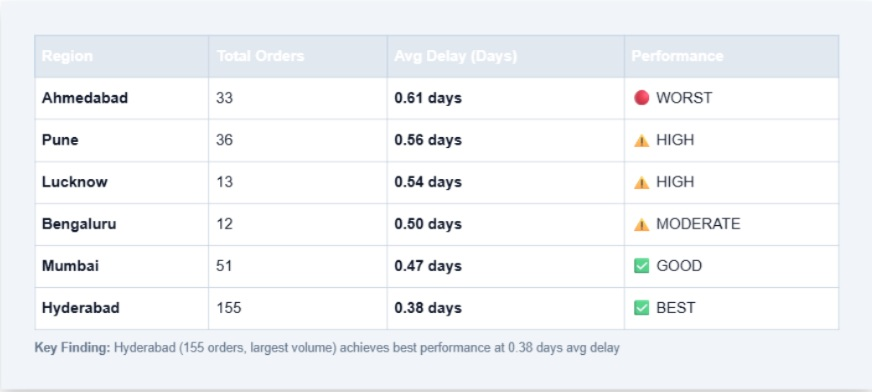 Region Total Orders Avg Delay (Days) Performance
Ahmedabad 33 0.61 days 🔴 WORST
Pune 36 0.56 days ⚠️ HIGH
Lucknow 13 0.54 days ⚠️ HIGH
Bengaluru 12 0.50 days ⚠️ MODERATE
Mumbai 51 0.47 days ✅ GOOD
Hyderabad 155 0.38 days ✅ BEST
Key Finding: Hyderabad (155 orders, largest volume) achieves best performance at 0.38 days avg delay